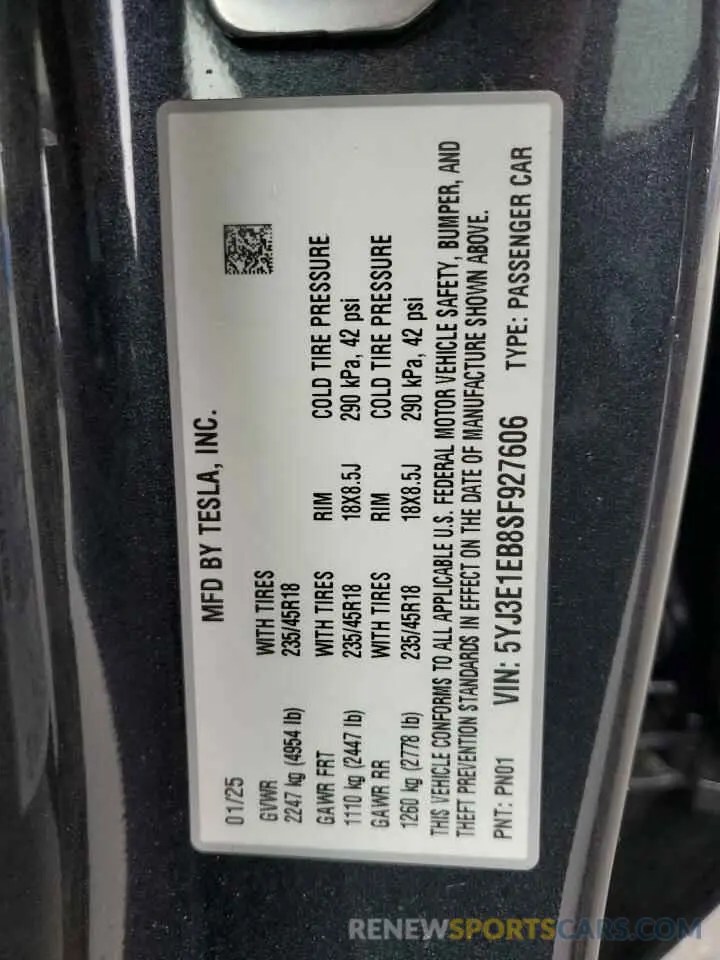 MFD BY TESLA, INC.
01/25
GVWR WITH TIRES
2247 kg (4954 lb) 235/45R18
GAWR FRT WITH TIRES RIM COLD TIRE PRESSURE
1110 kg (2447 lb) 235/45R18 18X8.5J 290 kPa, 42 psi
GAWR RR WITH TIRES RIM COLD TIRE PRESSURE
1260 kg (2778 lb) 235/45R18 18X8.5J 290 kPa, 42 psi
THIS VEHICLE CONFORMS TO ALL APPLICABLE U.S. FEDERAL MOTOR VEHICLE SAFETY, BUMPER, AND
THEFT PREVENTION STANDARDS IN EFFECT ON THE DATE OF MANUFACTURE SHOWN ABOVE.
PNT: PN01 VIN: 5YJ3E1EB8SF927606 TYPE: PASSENGER CAR
RENEWSPORTSCARS.COM